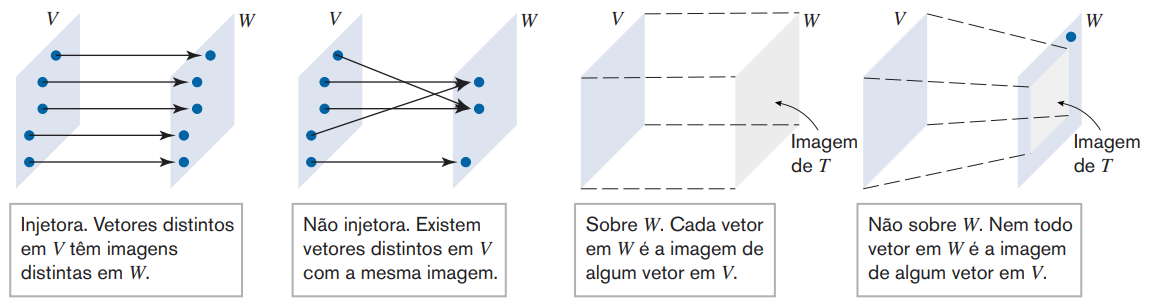 V
W
V
W
V
W
V
W
Imagem
de T
Imagem
de T
Injetora. Vetores distintos
em V têm imagens
distintas em W.
Não injetora. Existem
vetores distintos em V
com a mesma imagem.
Sobre W. Cada vetor
em W é a imagem de
algum vetor em V.
Não sobre W. Nem todo
vetor em W é a imagem
de algum vetor em V.